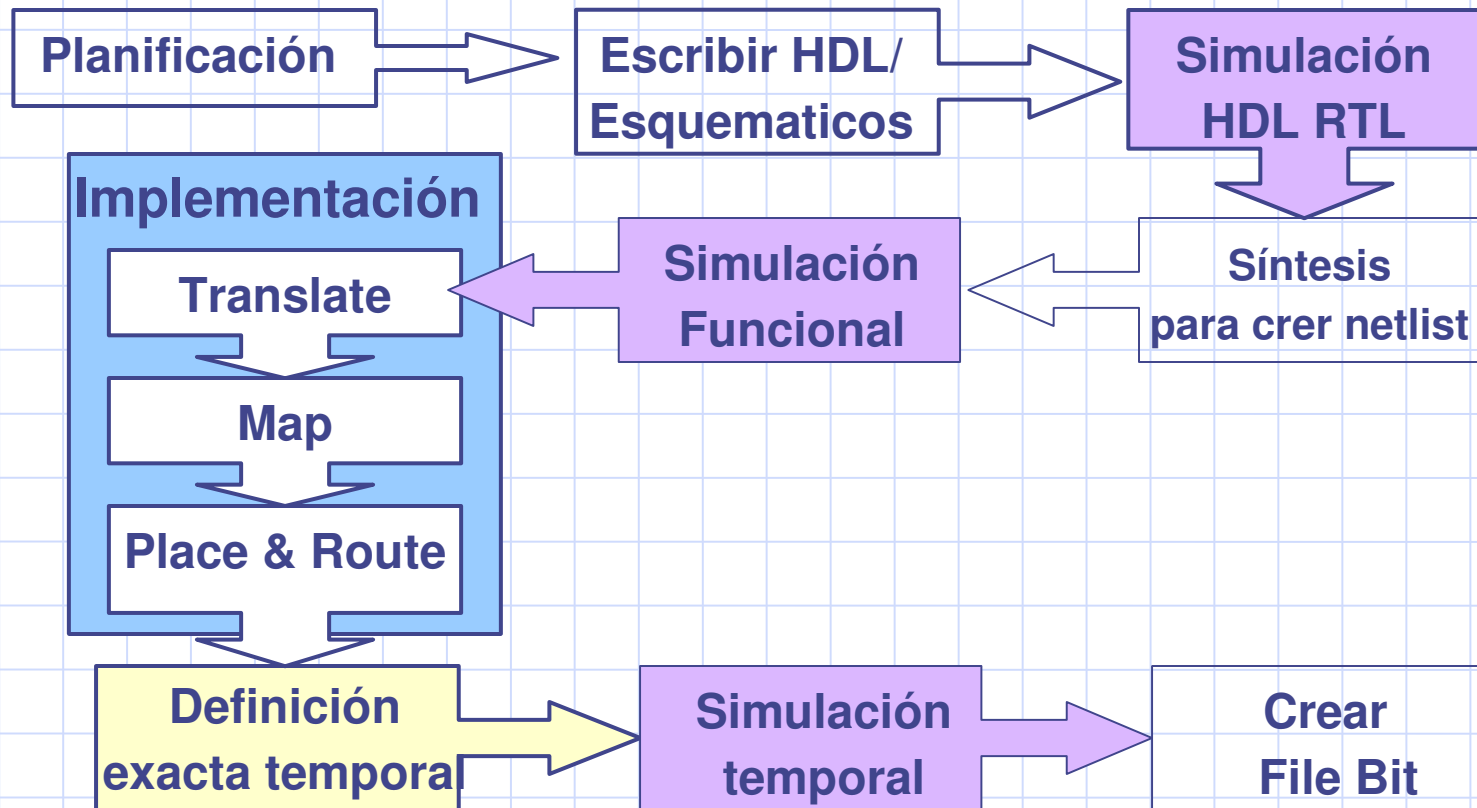 Planificación
Escribir HDL/
Esquematicos
Simulación
HDL RTL
Síntesis
para crer netlist
Simulación
Funcional
Implementación
Translate
Map
Place & Route
Definición
exacta temporal
Simulación
temporal
Crear
File Bit